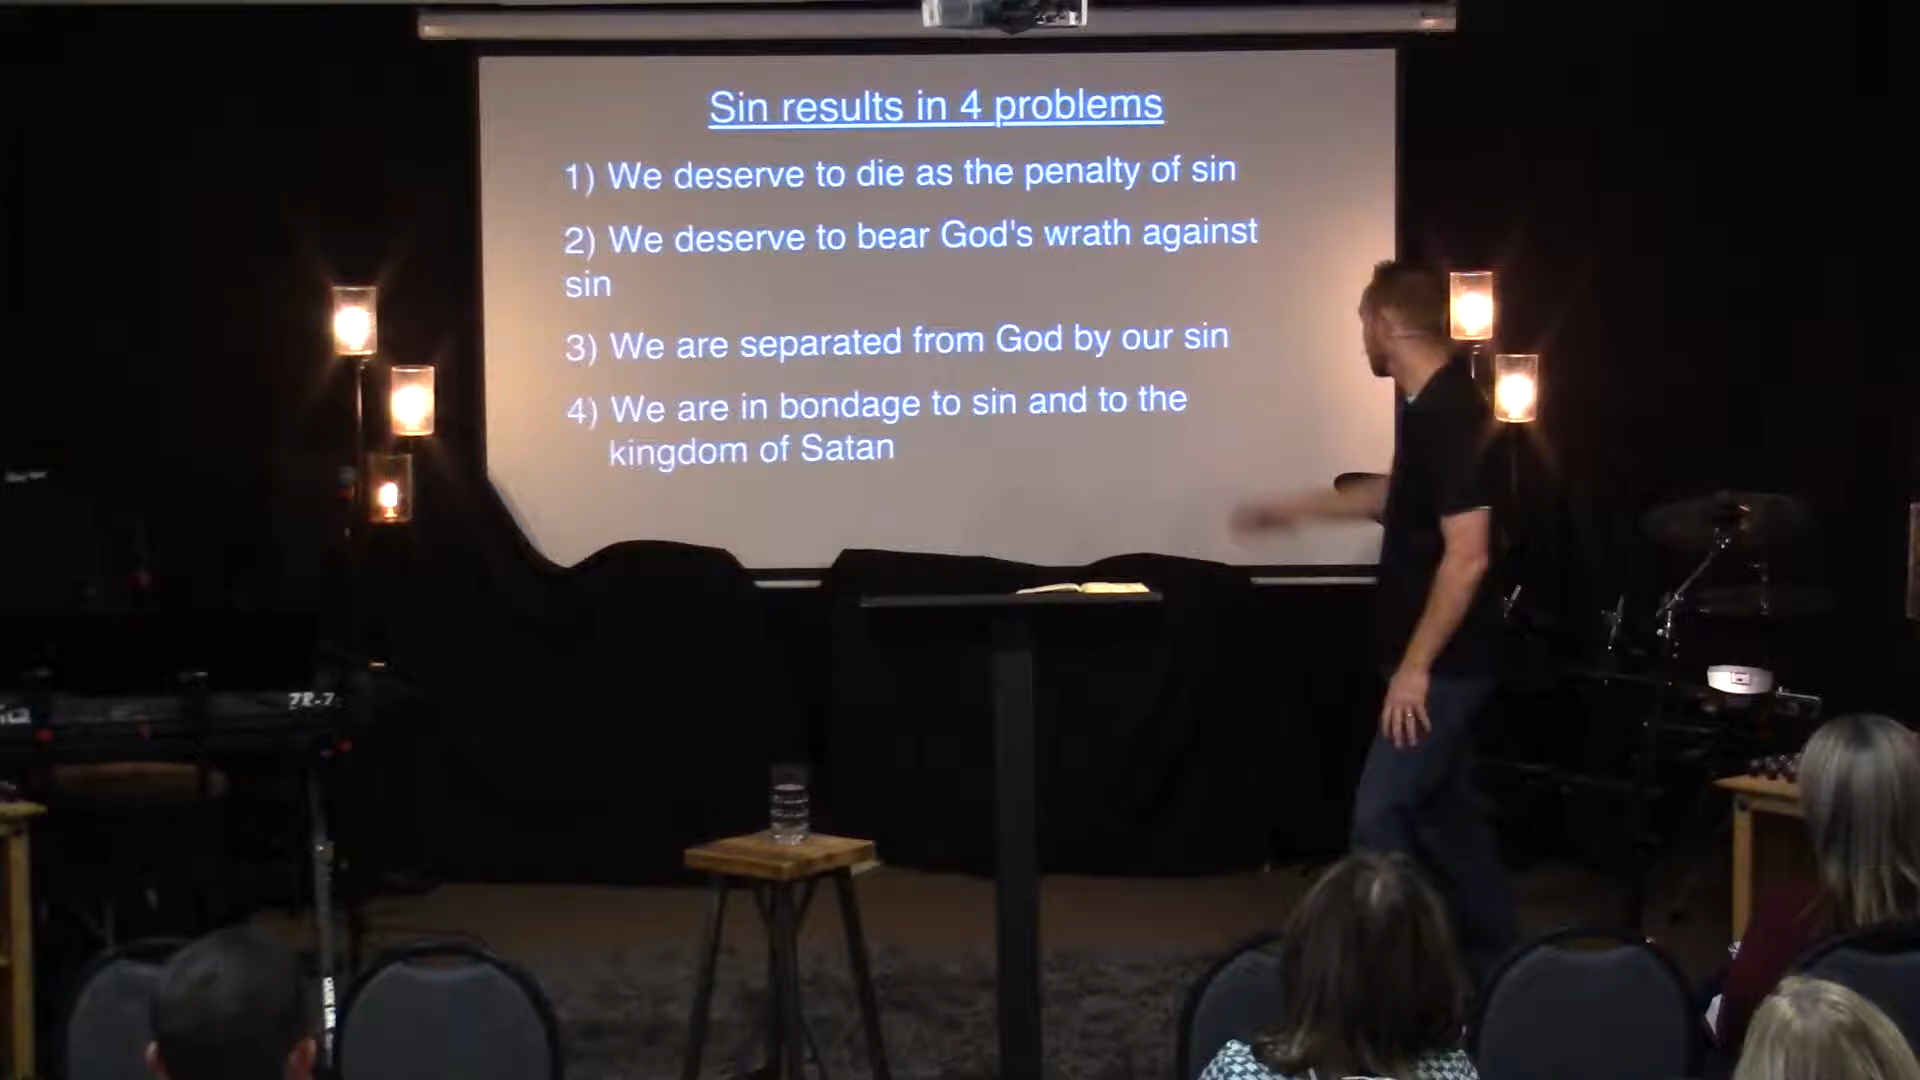 Sin results in 4 problems
1) We deserve to die as the penalty of sin
2) We deserve to bear God's wrath against
sin
3) We are separated from God by our sin
4) We are in bondage to sin and to the
kingdom of Satan